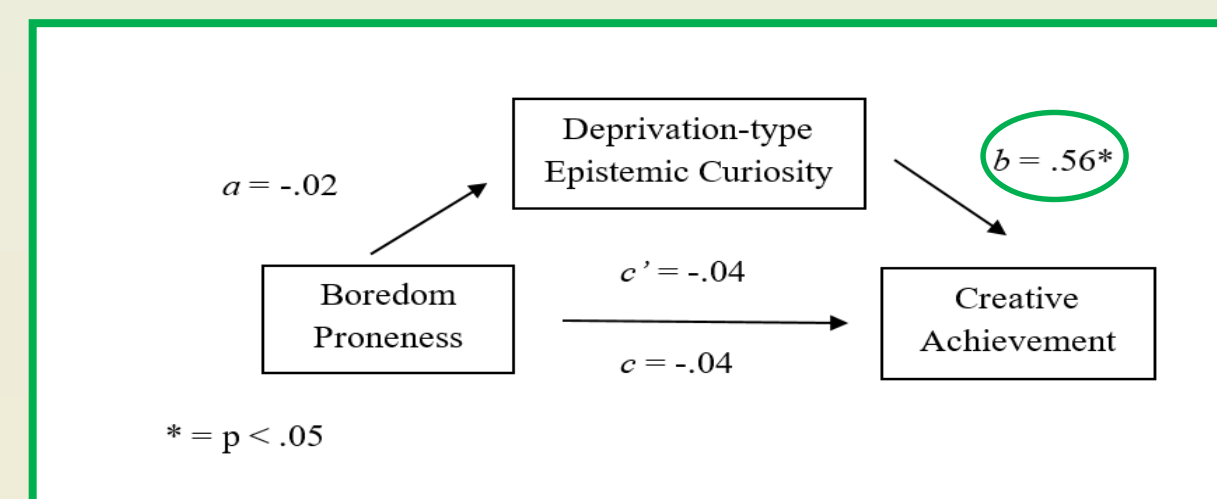 Deprivation-type
Epistemic Curiosity
b = .56*
a = -.02
c’ = -.04
Boredom
Proneness
Creative
Achievement
c = -.04
* = p < .05